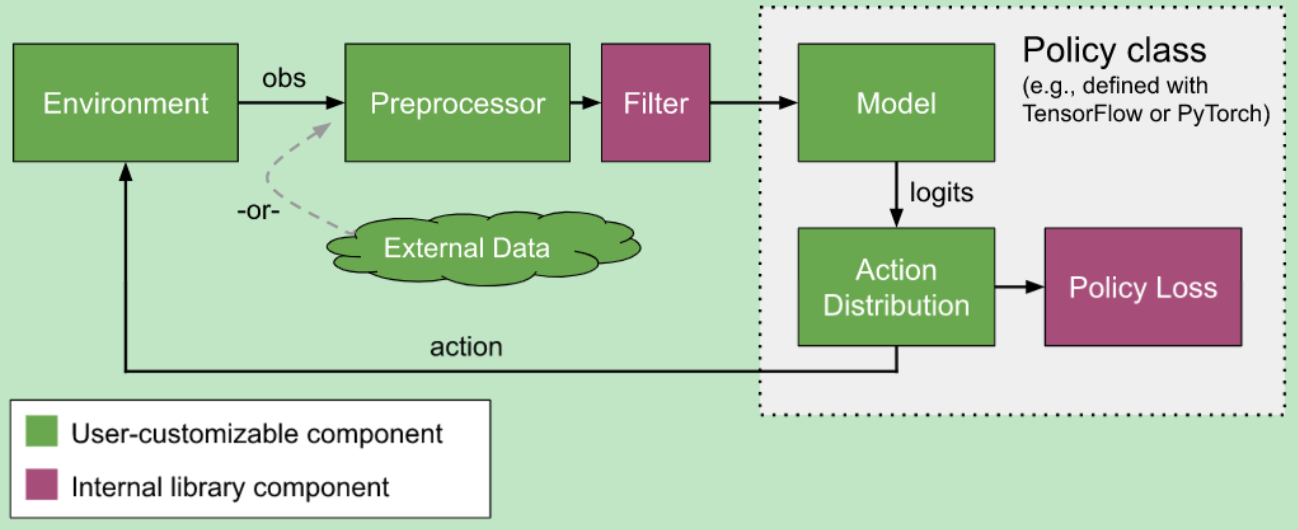 Environment
obs
Preprocessor
Filter
Model
Policy class
(e.g., defined with
TensorFlow or PyTorch)
-or-
External Data
logits
Action
Distribution
Policy Loss
action
User-customizable component
Internal library component